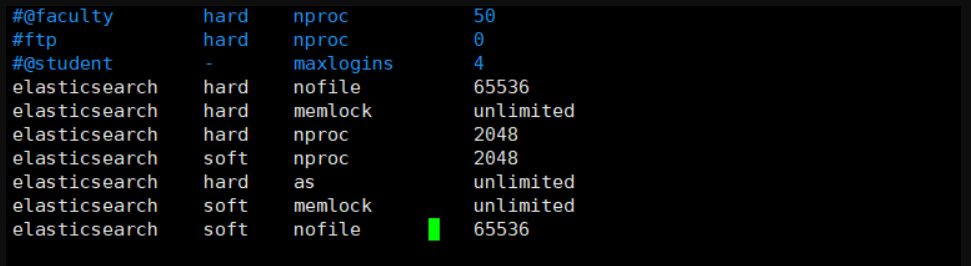 #@faculty hard nproc 50
#ftp hard nproc 0
#@student - maxlogins 4
elasticsearch hard nofile 65536
elasticsearch hard memlock unlimited
elasticsearch hard nproc 2048
elasticsearch soft nproc 2048
elasticsearch hard as unlimited
elasticsearch soft memlock unlimited
elasticsearch soft nofile 65536